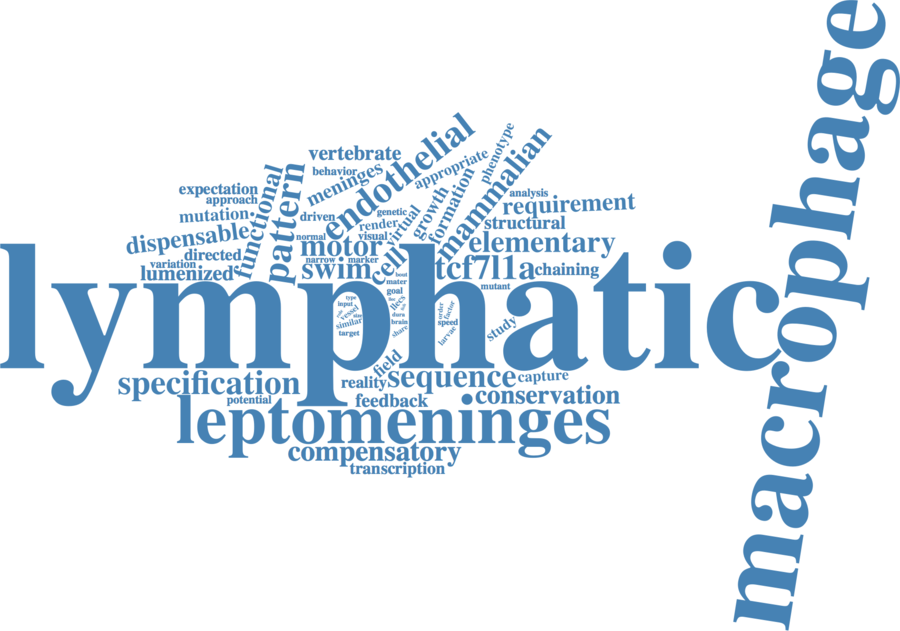 macrophage
endothelial
phenotype
mammalian
vertebrate
appropriate
behavior
meninges
functional
pattern
growth
formation
expectation
analysis
approach
requirement
genetic
virtual
mutation
driven
structural
render
dispensable
normal
visual
elementary
motor
directed
narrow
marker
cell
variation
swim
tcf7l1a
chaining
lumenized
lymphatic
bout
mater
mutant
goal
llecs
type
input
vessel
similar
target
dura
brain
share
order
factor
speed
larvae
study
field
specification
reality
sequence
capture
potential
feedback
conservation
leptomeninges
compensatory
transcription